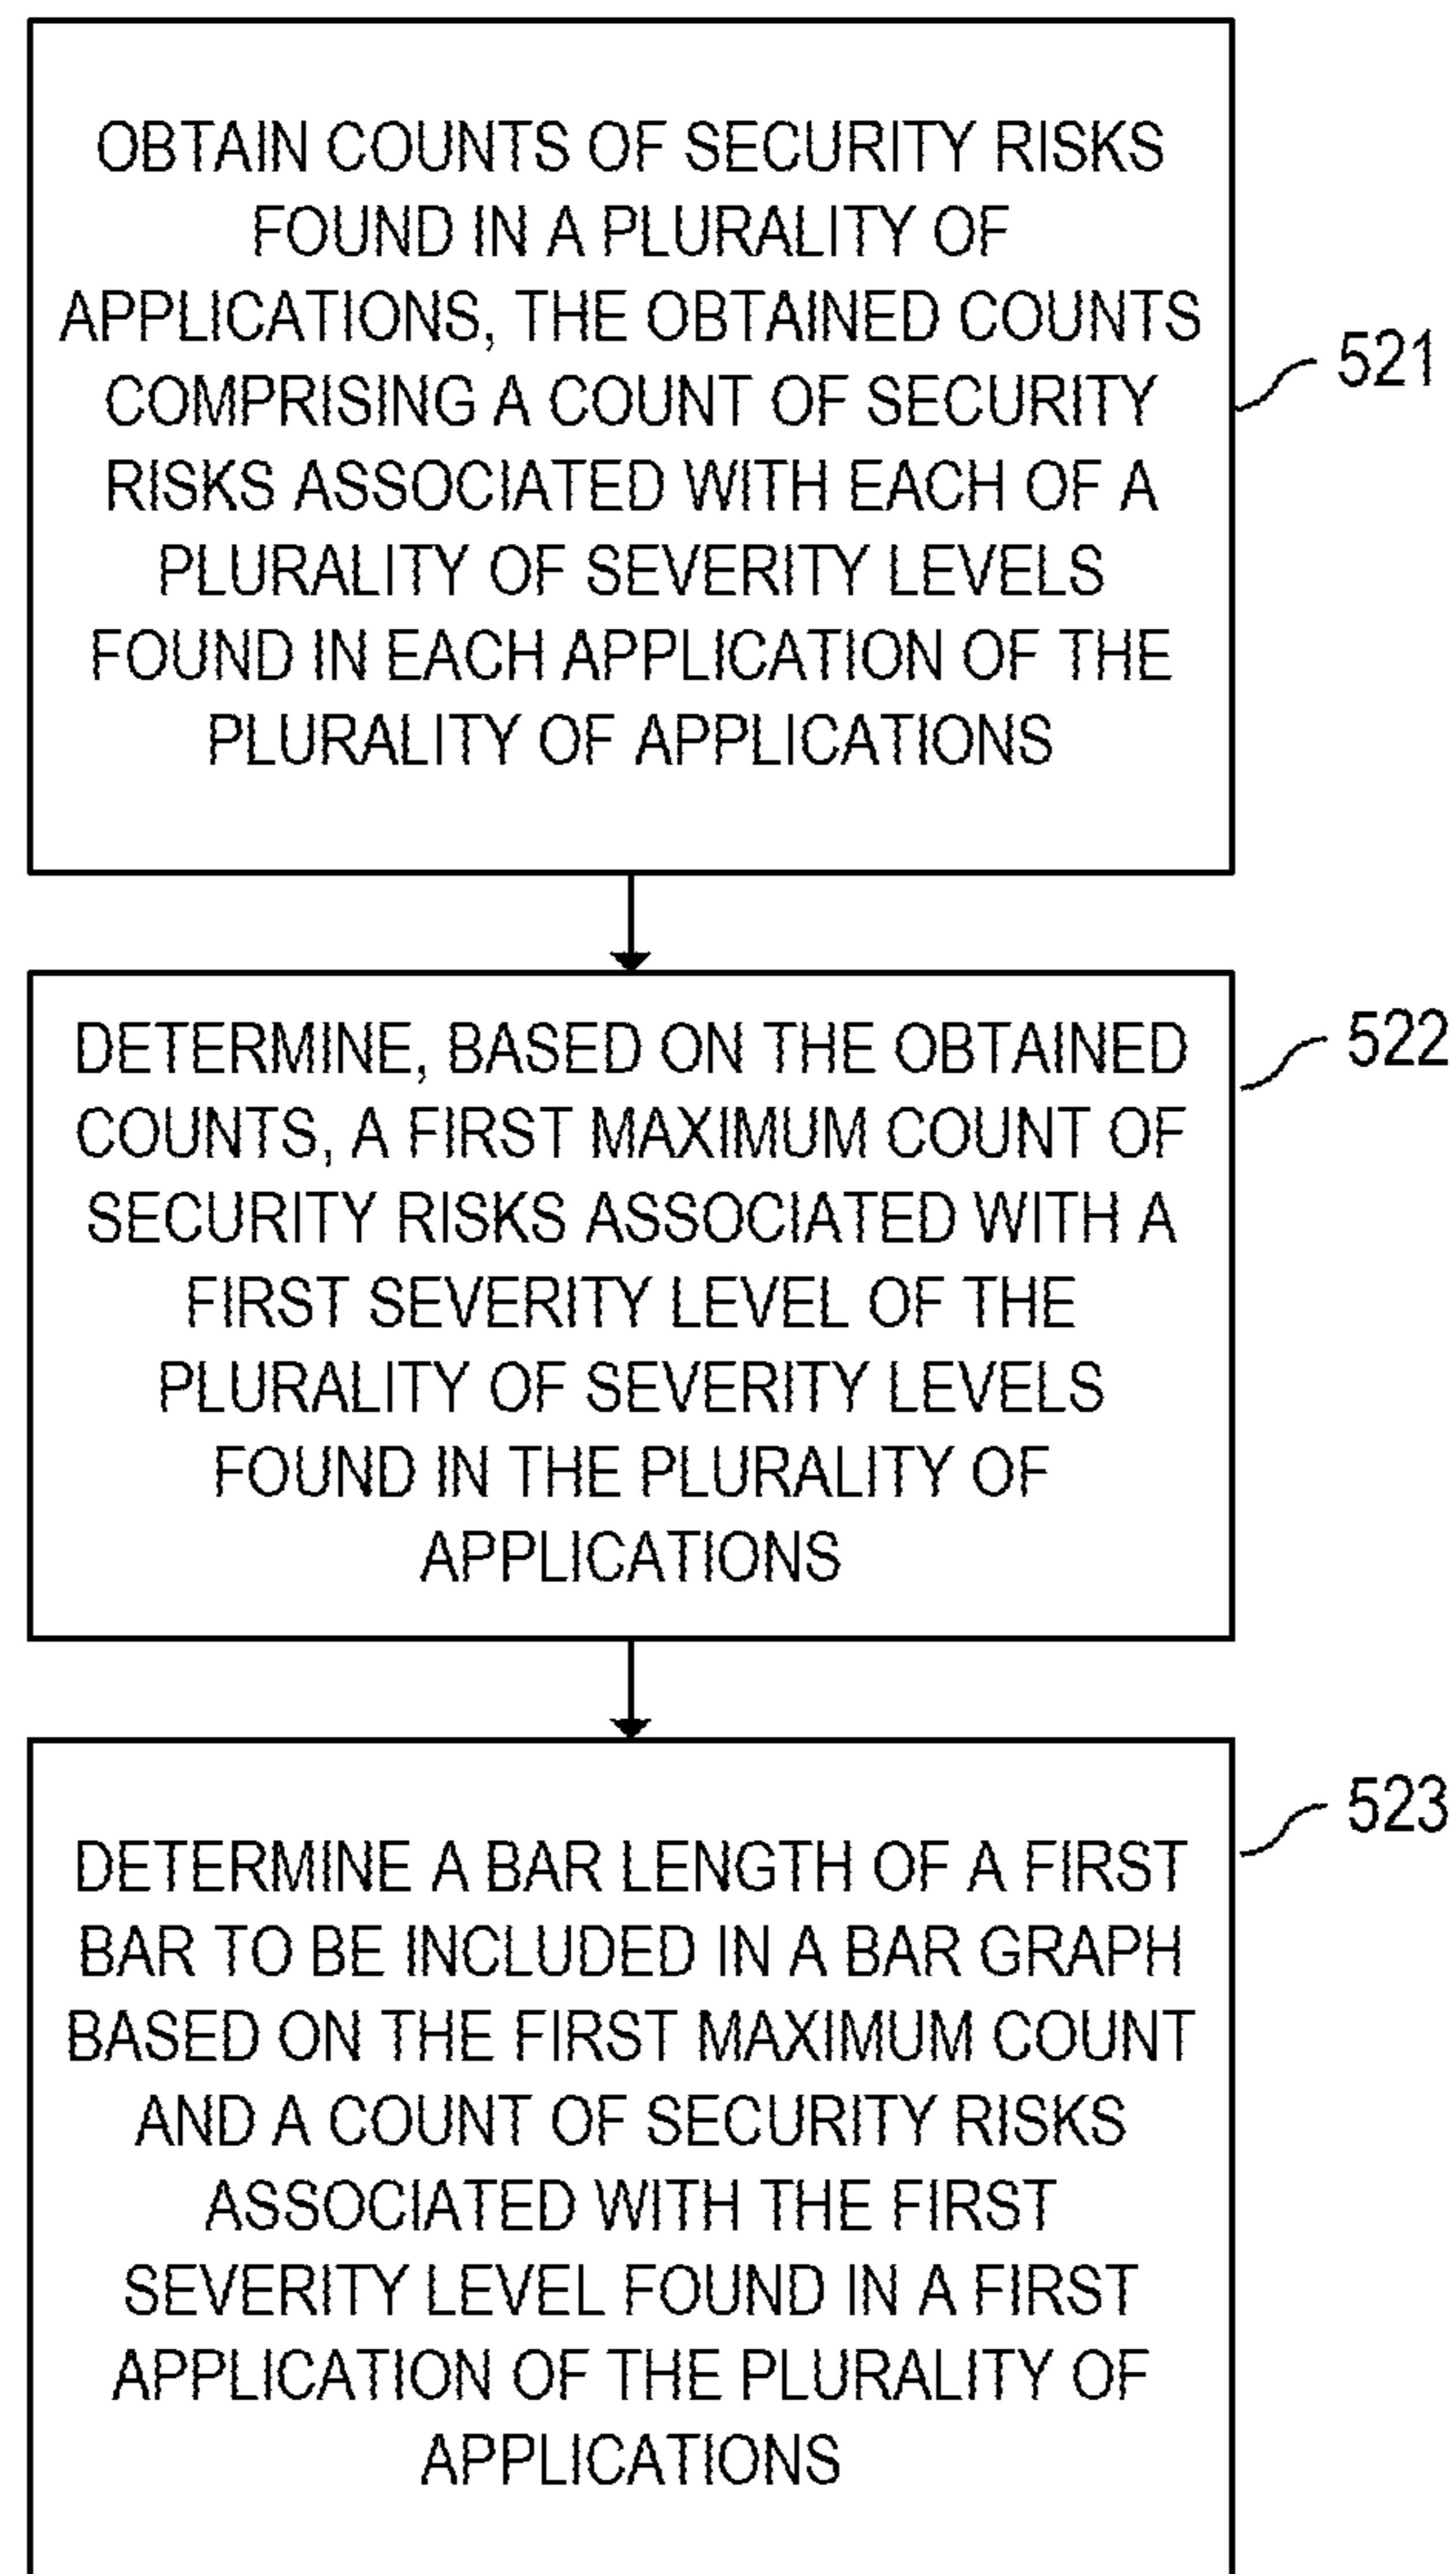 OBTAIN COUNTS OF SECURITY RISKS
FOUND IN A PLURALITY OF
APPLICATIONS, THE OBTAINED COUNTS
COMPRISING A COUNT OF SECURITY
RISKS ASSOCIATED WITH EACH OF A
PLURALITY OF SEVERITY LEVELS
FOUND IN EACH APPLICATION OF THE
PLURALITY OF APPLICATIONS
521
DETERMINE, BASED ON THE OBTAINED
COUNTS, A FIRST MAXIMUM COUNT OF
SECURITY RISKS ASSOCIATED WITH A
FIRST SEVERITY LEVEL OF THE
PLURALITY OF SEVERITY LEVELS
FOUND IN THE PLURALITY OF
APPLICATIONS
522
DETERMINE A BAR LENGTH OF A FIRST
BAR TO BE INCLUDED IN A BAR GRAPH
BASED ON THE FIRST MAXIMUM COUNT
AND A COUNT OF SECURITY RISKS
ASSOCIATED WITH THE FIRST
SEVERITY LEVEL FOUND IN A FIRST
APPLICATION OF THE PLURALITY OF
APPLICATIONS
523